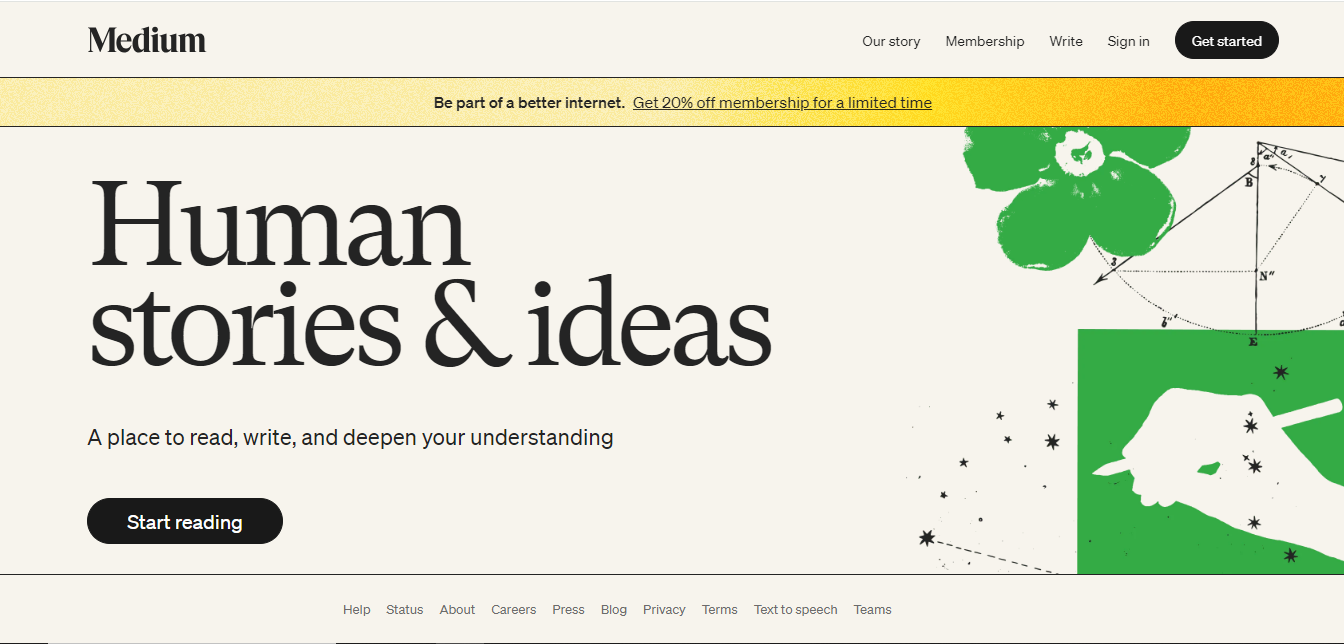 Medium
Our story Membership Write Sign in Get started
Be part of a better internet. Get 20% off membership for a limited time
Human
stories & ideas
A place to read, write, and deepen your understanding
Start reading
B
N″
E
Help Status About Careers Press Blog Privacy Terms Text to speech Teams